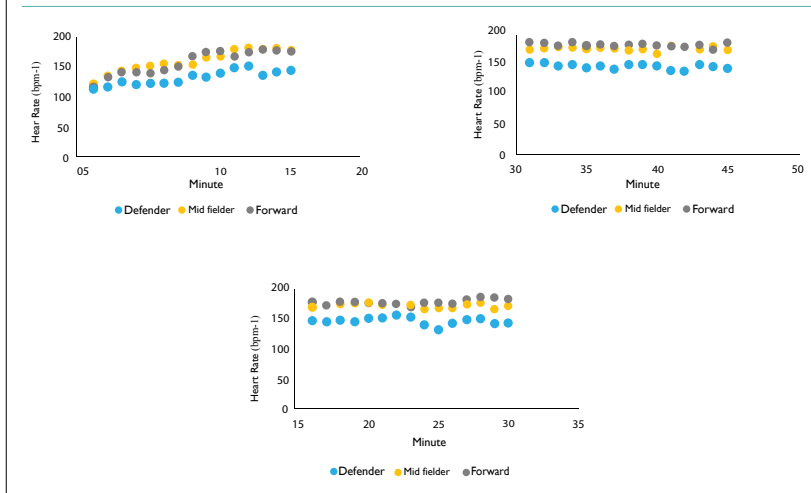 200
150
100
50
0
Hear Rate (bpm-1)
05 10 15 20
Minute
Defender Mid fielder Forward
200
150
100
50
0
Heart Rate (bpm-1)
30 35 40 45 50
Minute
Defender Mid fielder Forward
200
150
100
50
0
Heart Rate (bpm-1)
15 20 25 30 35
Minute
Defender Mid fielder Forward